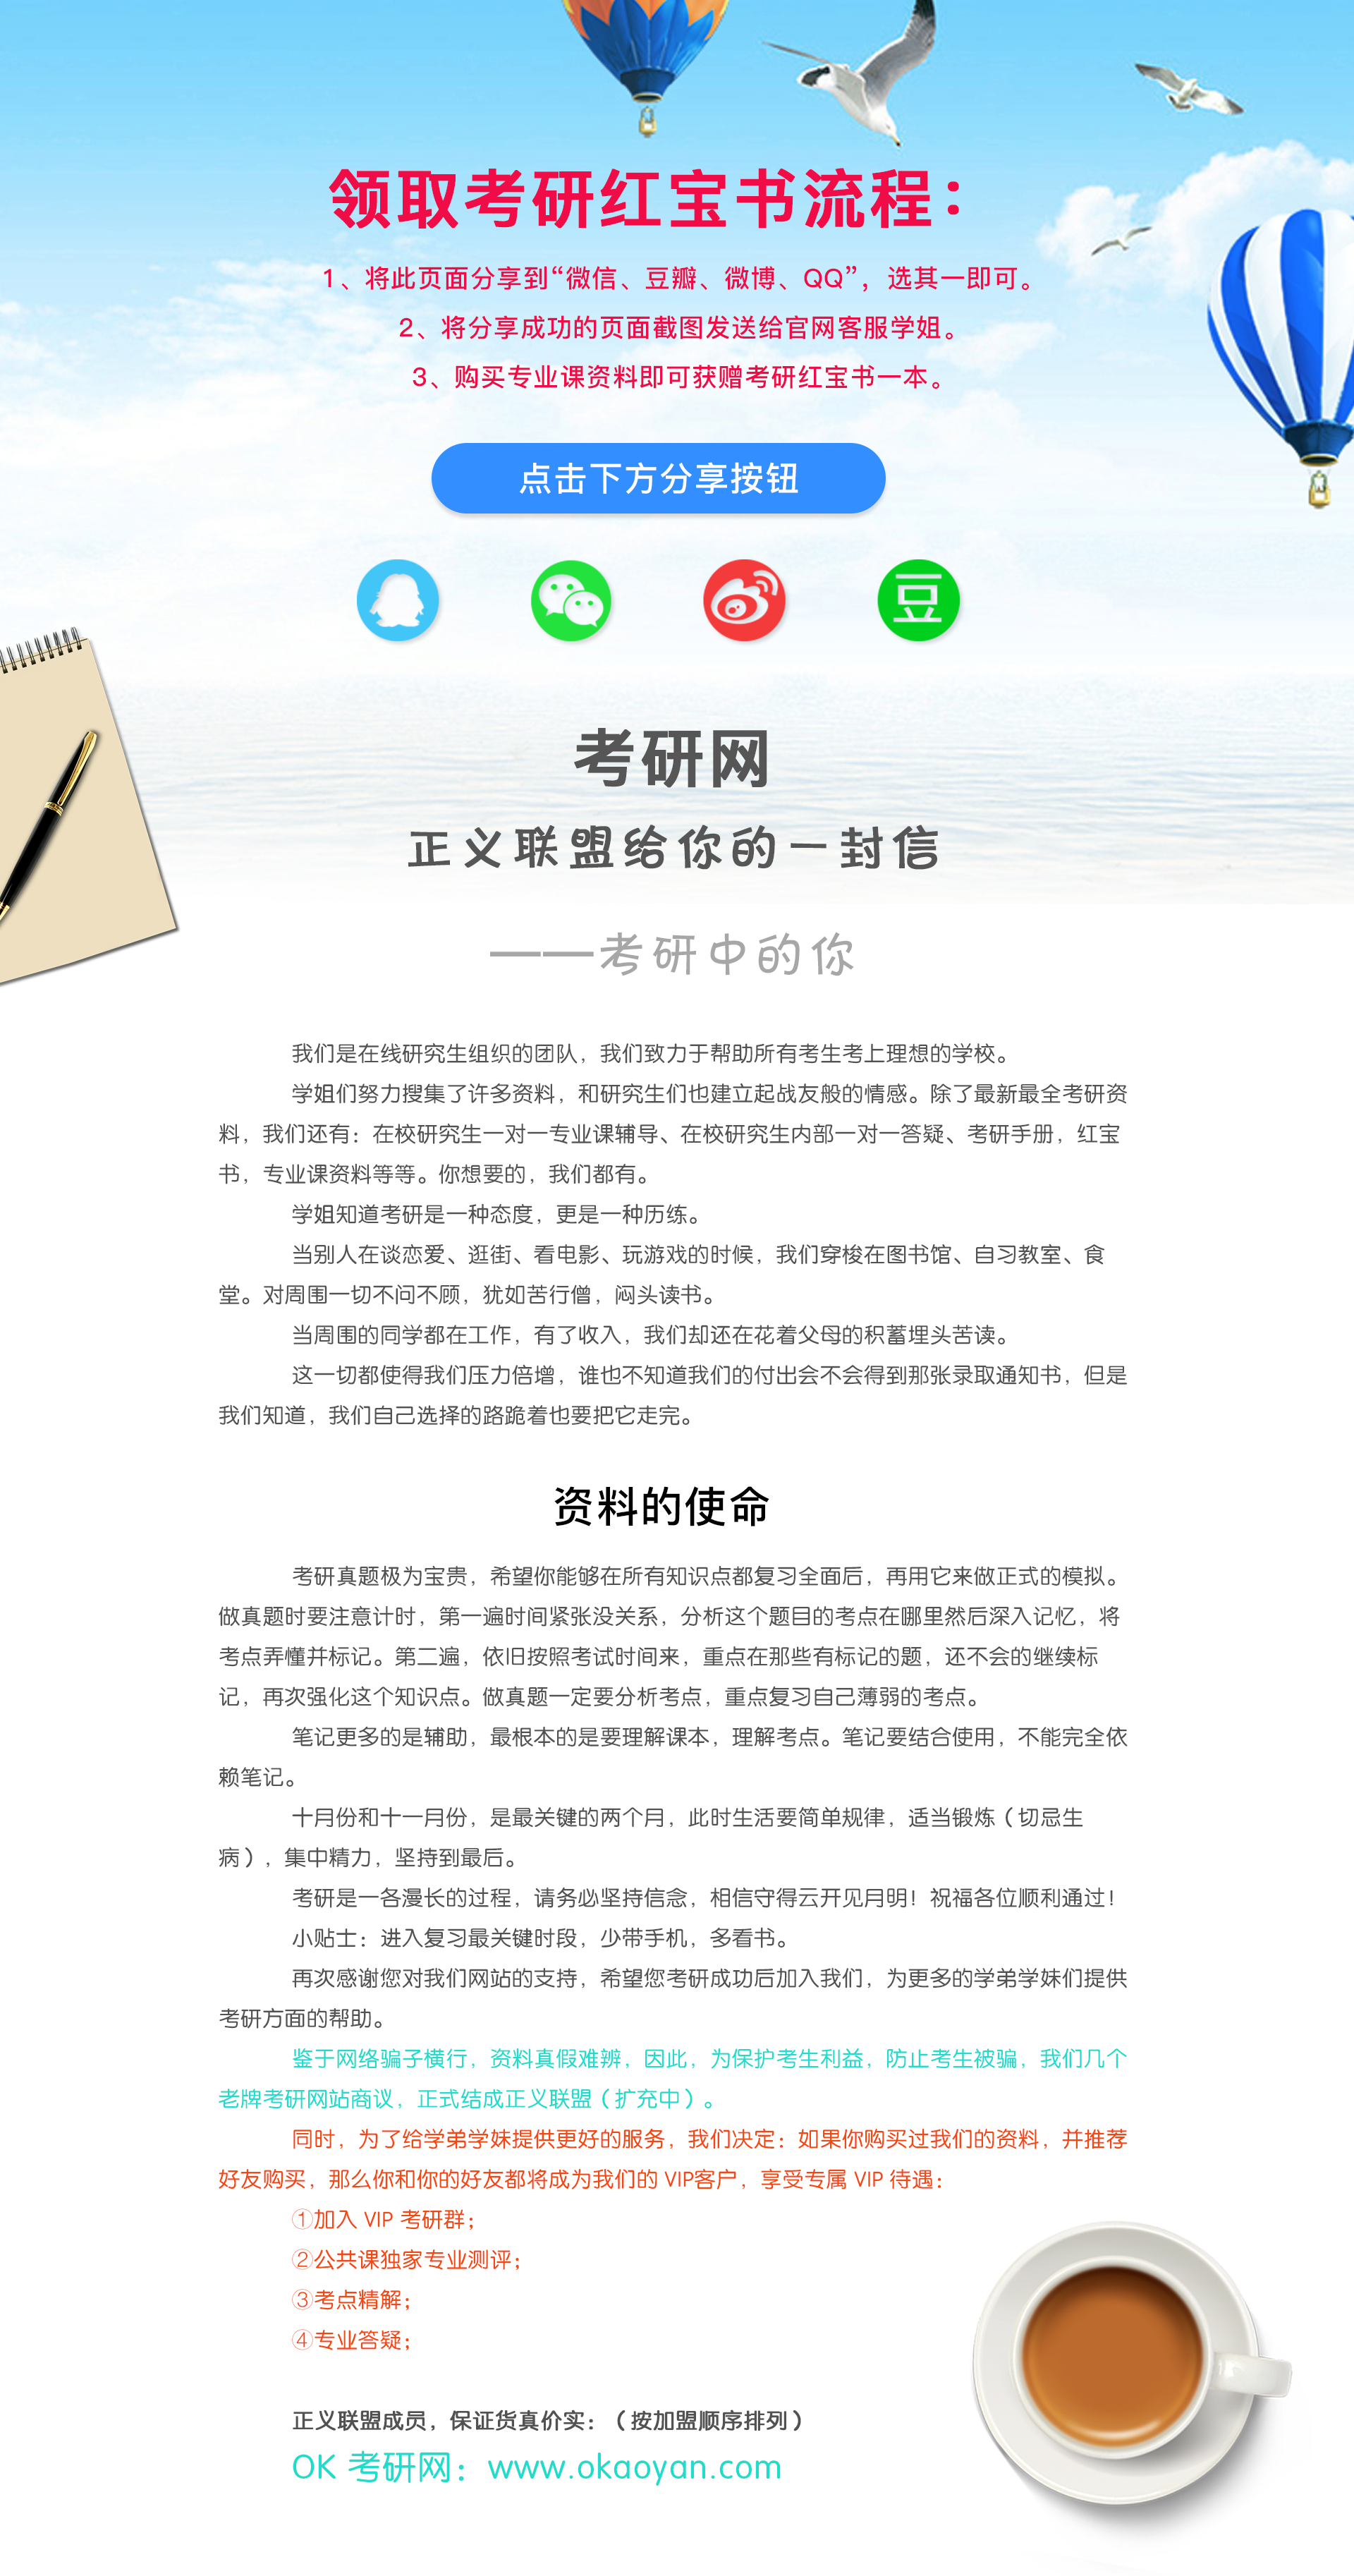 领取考研红宝书流程：
1、将此页面分享到“微信、豆瓣、微博、QQ”，选其一即可。
2、将分享成功的页面截图发送给官网客服学姐。
3、购买专业课资料即可获赠考研红宝书一本。
点击下方分享按钮
豆
考研网
正义联盟给你的一封信
——考研中的你
我们是在线研究生组织的团队，我们致力于帮助所有考生考上理想的学校。
学姐们努力搜集了许多资料，和研究生们也建立起战友般的情感。除了最新最全考研资
料，我们还有：在校研究生一对一专业课辅导、在校研究生内部一对一答疑、考研手册，红宝
书，专业课资料等等。你想要的，我们都有。
学姐知道考研是一种态度，更是一种历练。
当别人在谈恋爱、逛街、看电影、玩游戏的时候，我们穿梭在图书馆、自习教室、食
堂。对周围一切不问不顾，犹如苦行僧，闷头读书。
当周围的同学都在工作，有了收入，我们却还在花着父母的积蓄埋头苦读。
这一切都使得我们压力倍增，谁也不知道我们的付出会不会得到那张录取通知书，但是
我们知道，我们自己选择的路跪着也要把它走完。
资料的使命
考研真题极为宝贵，希望你能够在所有知识点都复习全面后，再用它来做正式的模拟。
做真题时要注意计时，第一遍时间紧张没关系，分析这个题目的考点在哪里然后深入记忆，将
考点弄懂并标记。第二遍，依旧按照考试时间来，重点在那些有标记的题，还不会的继续标
记，再次强化这个知识点。做真题一定要分析考点，重点复习自己薄弱的考点。
笔记更多的是辅助，最根本的是要理解课本，理解考点。笔记要结合使用，不能完全依
赖笔记。
十月份和十一月份，是最关键的两个月，此时生活要简单规律，适当锻炼（切忌生
病），集中精力，坚持到最后。
考研是一各漫长的过程，请务必坚持信念，相信守得云开见月明！祝福各位顺利通过！
小贴士：进入复习最关键时段，少带手机，多看书。
再次感谢您对我们网站的支持，希望您考研成功后加入我们，为更多的学弟学妹们提供
考研方面的帮助。
鉴于网络骗子横行，资料真假难辨，因此，为保护考生利益，防止考生被骗，我们几个
老牌考研网站商议，正式结成正义联盟（扩充中）。
同时，为了给学弟学妹提供更好的服务，我们决定：如果你购买过我们的资料，并推荐
好友购买，那么你和你的好友都将成为我们的 VIP客户，享受专属 VIP 待遇：
①加入 VIP 考研群；
②公共课独家专业测评；
③考点精解；
④专业答疑；
正义联盟成员，保证货真价实：（按加盟顺序排列）
OK 考研网：www.okaoyan.com